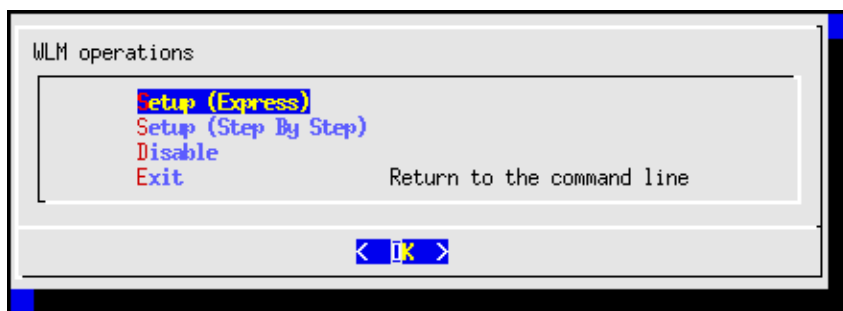 WLM operations
Setup (Express)
Setup (Step By Step)
Disable
Exit Return to the command line
< OK >